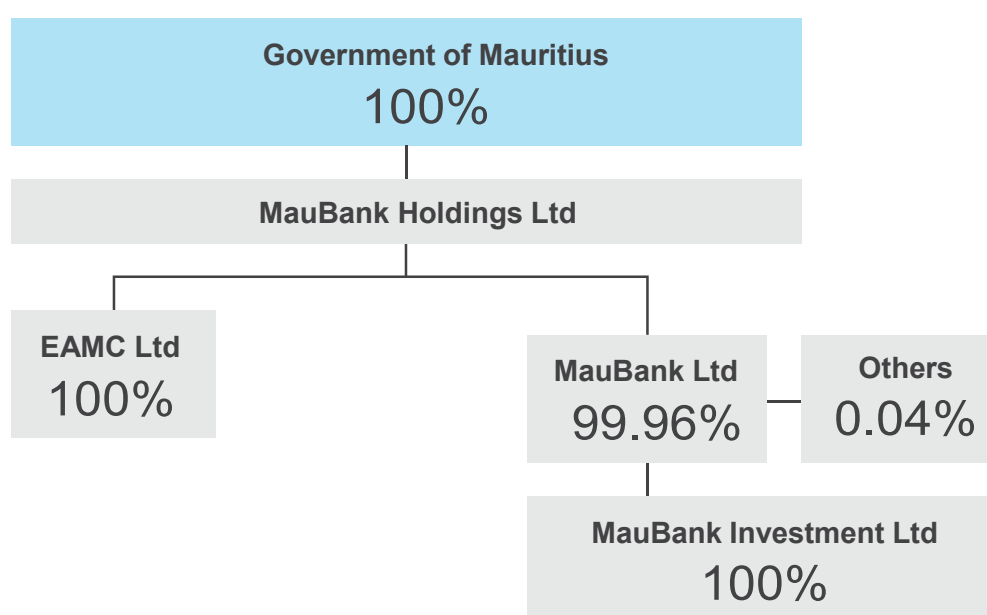 Government of Mauritius
100%
MauBank Holdings Ltd
EAMC Ltd
100%
MauBank Ltd
99.96%
Others
0.04%
MauBank Investment Ltd
100%